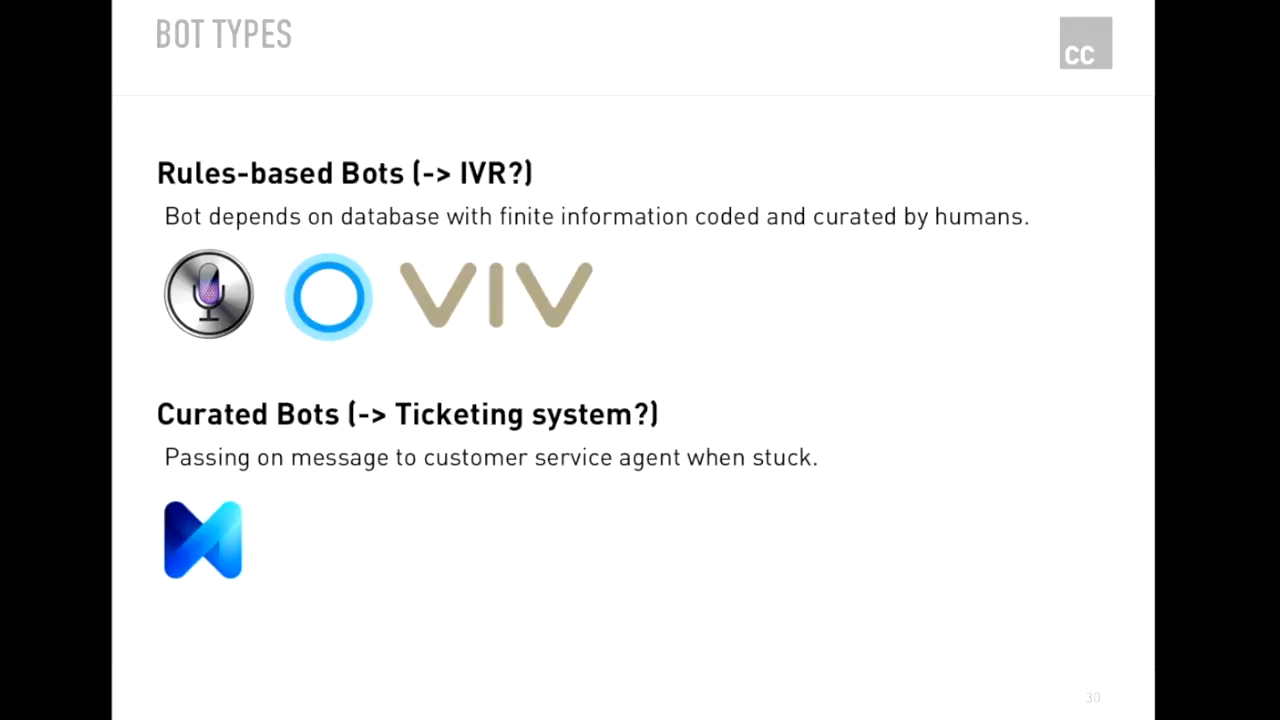 BOT TYPES
CC
Rules-based Bots (-> IVR?)
Bot depends on database with finite information coded and curated by humans.
VIV
Curated Bots (-> Ticketing system?)
Passing on message to customer service agent when stuck.
30